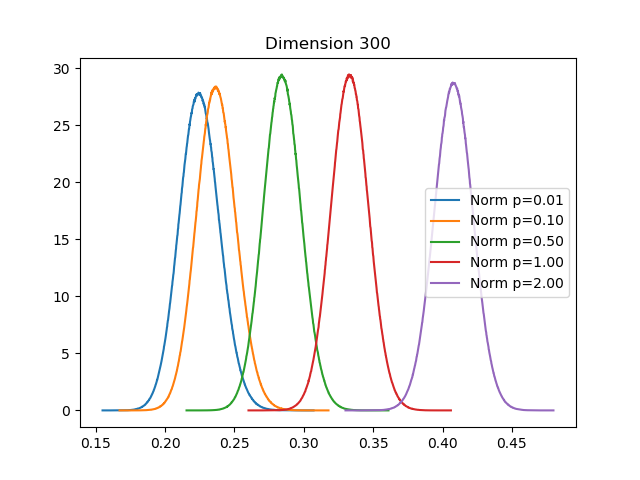 Dimension 300
30
25
20
15
10
5
0
Norm p=0.01
Norm p=0.10
Norm p=0.50
Norm p=1.00
Norm p=2.00
0.15 0.20 0.25 0.30 0.35 0.40 0.45